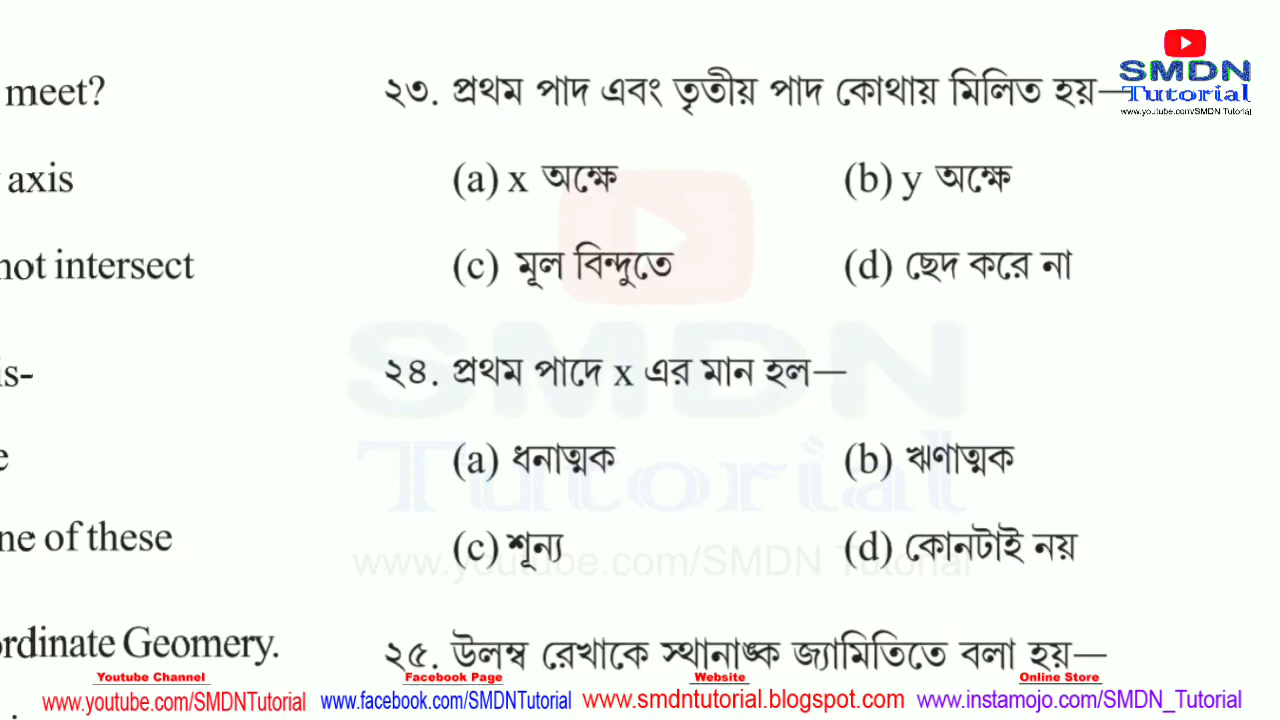 meet?
axis
not intersect
is-
e
ne of these
ordinate Geomery.
.
২৩. প্রথম পাদ এবং তৃতীয় পাদ কোথায় মিলিত হয়—
(a) x অক্ষে (b) y অক্ষে
(c) মূল বিন্দুতে (d) ছেদ করে না
২৪. প্রথম পাদে x এর মান হল—
(a) ধনাত্মক (b) ঋণাত্মক
(c) শূন্য (d) কোনটাই নয়
২৫. উলম্ব রেখাকে স্থানাঙ্ক জ্যামিতিতে বলা হয়—
SMDN
Tutorial
www.youtube.com/SMDN Tutorial
SMDN
Tutorial
www.youtube.com/SMDN Tutorial
Youtube Channel Facebook Page Website Online Store
www.youtube.com/SMDNTutorial www.facebook.com/SMDNTutorial www.smdntutorial.blogspot.com www.instamojo.com/SMDN_Tutorial